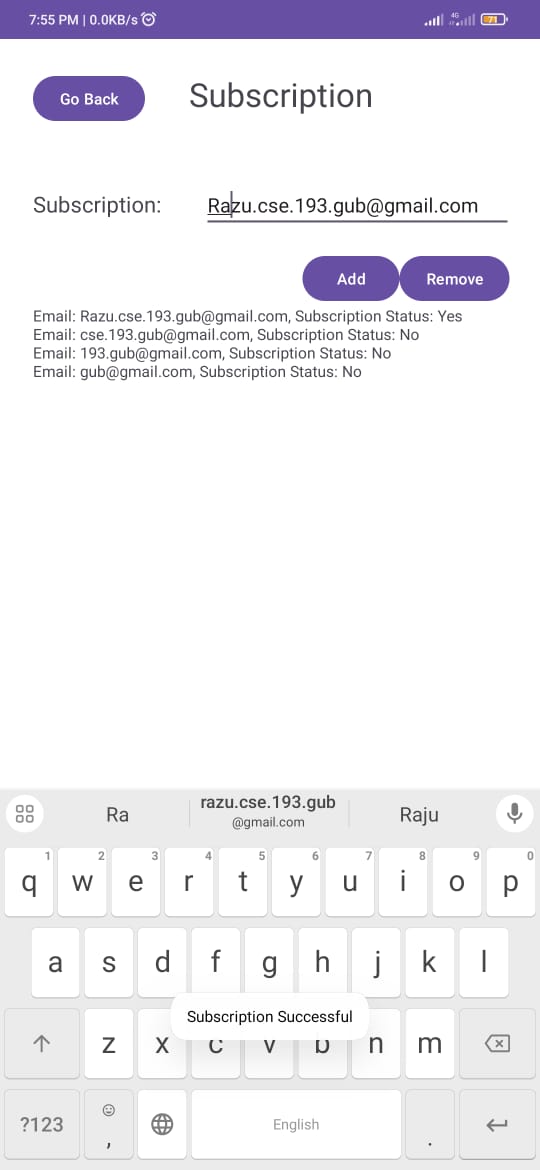 7:55 PM | 0.0KB/s
4G
71
Go Back
Subscription
Subscription:
Razu.cse.193.gub@gmail.com
Add
Remove
Email: Razu.cse.193.gub@gmail.com, Subscription Status: Yes
Email: cse.193.gub@gmail.com, Subscription Status: No
Email: 193.gub@gmail.com, Subscription Status: No
Email: gub@gmail.com, Subscription Status: No
Ra
razu.cse.193.gub
@gmail.com
Raju
1 2 3 4 5 6 7 8 9 0
q w e r t y u i o p
a s d f g h j k l
Subscription Successful
z x c v b n m
?123
,
English
.